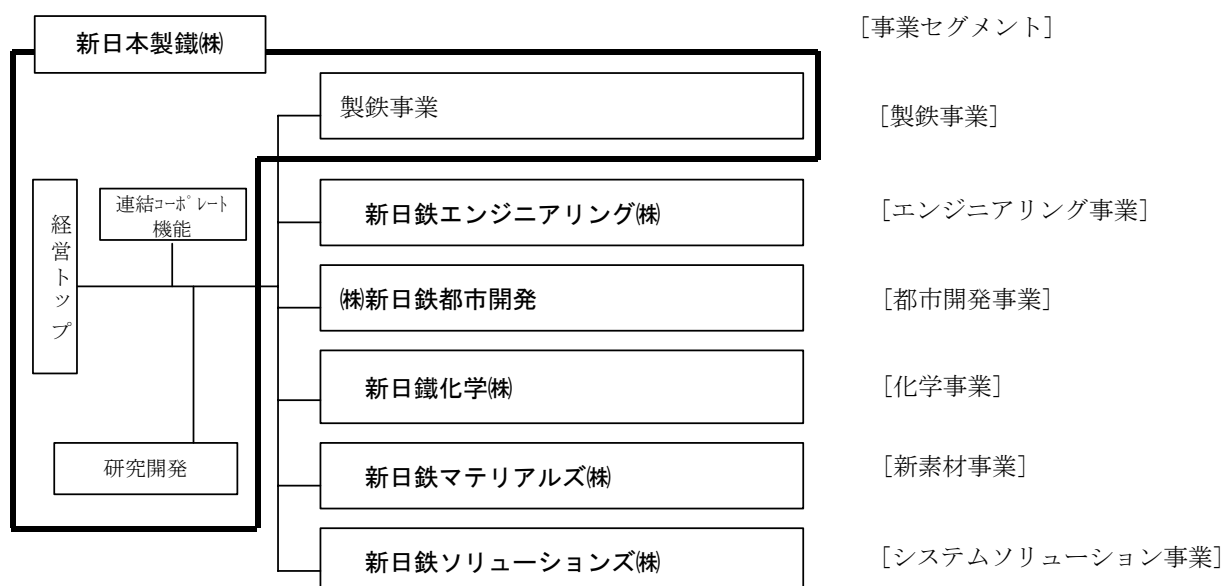 新日本製鐵㈱
[事業セグメント]
製鉄事業
[製鉄事業]
経営トップ
連結ｺｰﾎﾟﾚｰﾄ
機能
新日鉄エンジニアリング㈱
[エンジニアリング事業]
㈱新日鉄都市開発
[都市開発事業]
新日鐵化学㈱
[化学事業]
研究開発
新日鉄マテリアルズ㈱
[新素材事業]
新日鉄ソリューションズ㈱
[システムソリューション事業]